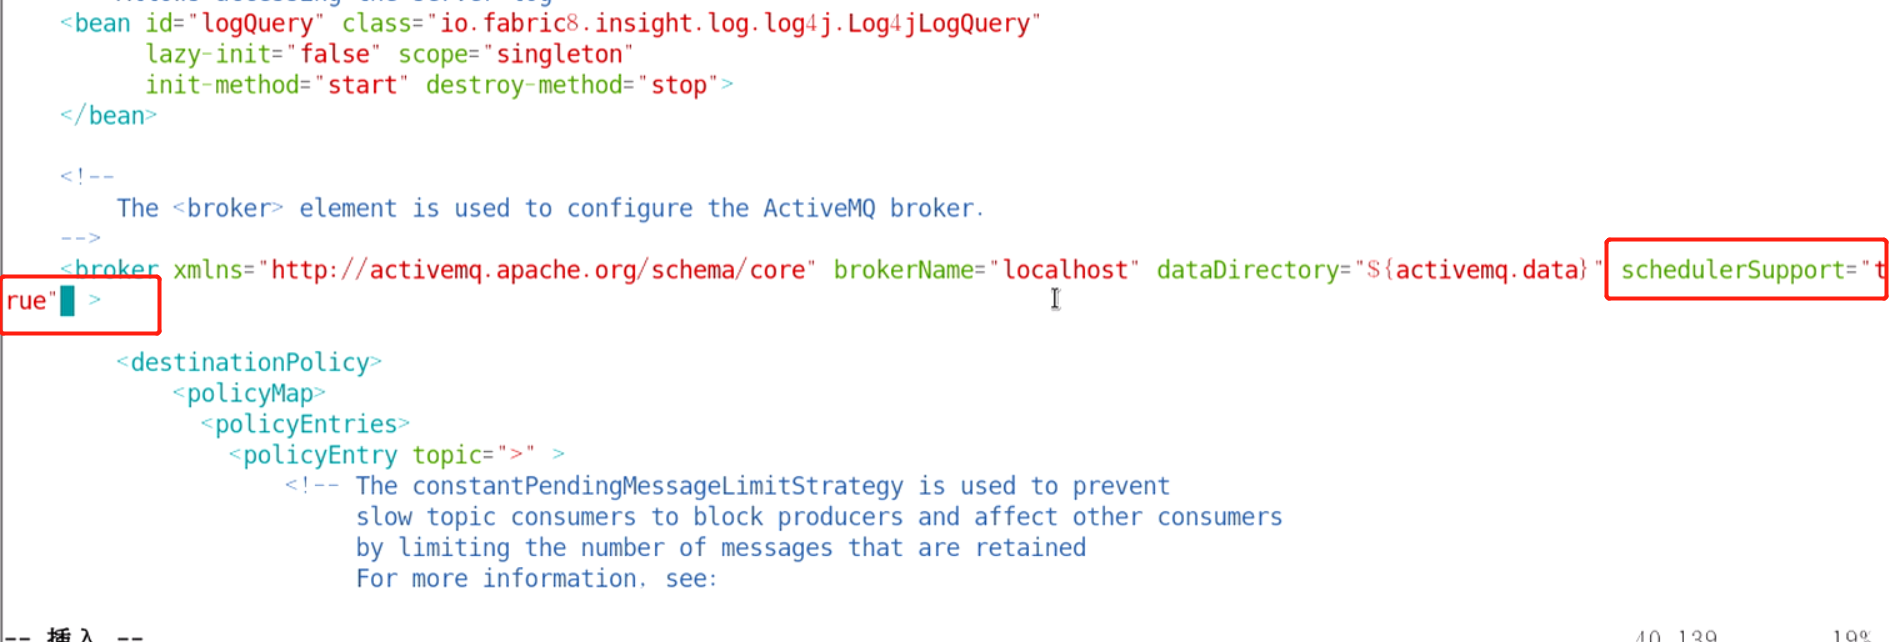 <bean id="logQuery" class="io.fabric8.insight.log.log4j.Log4jLogQuery"
lazy-init="false" scope="singleton"
init-method="start" destroy-method="stop">
</bean>
<!--
The <broker> element is used to configure the ActiveMQ broker.
-->
<broker xmlns="http://activemq.apache.org/schema/core" brokerName="localhost" dataDirectory="${activemq.data}" schedulerSupport="t
rue" >
<destinationPolicy>
<policyMap>
<policyEntries>
<policyEntry topic=">" >
<!-- The constantPendingMessageLimitStrategy is used to prevent
slow topic consumers to block producers and affect other consumers
by limiting the number of messages that are retained
For more information, see:
-- 插入 -- 40,139 19%